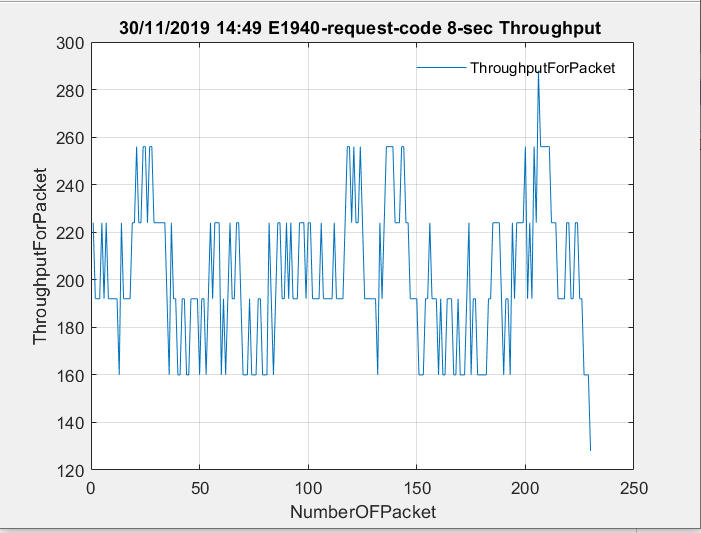 30/11/2019 14:49 E1940-request-code 8-sec Throughput
ThroughputForPacket
300
280
260
240
220
200
180
160
140
120
ThroughputForPacket
0 50 100 150 200 250
NumberOFPacket